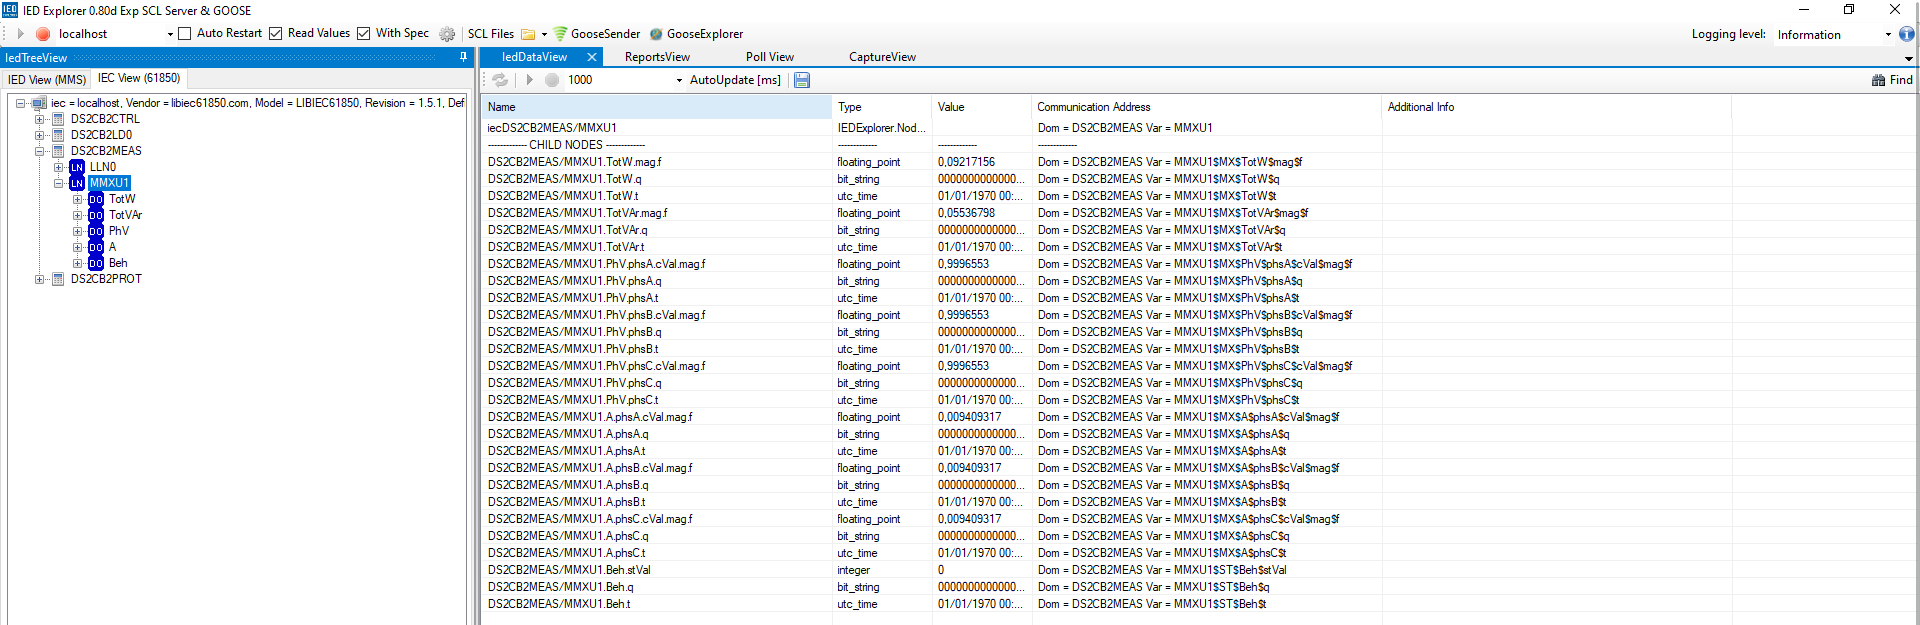 IED Explorer 0.80d Exp SCL Server & GOOSE
localhost Auto Restart Read Values With Spec SCL Files GooseSender GooseExplorer Logging level: Information
IedTreeView
IED View (MMS) IEC View (61850)
iec = localhost, Vendor = libiec61850.com, Model = LIBIEC61850, Revision = 1.5.1, Def
DS2CB2CTRL
DS2CB2LD0
DS2CB2MEAS
LN LLN0
LN MMXU1
DO TotW
DO TotVAr
DO PhV
DO A
DO Beh
DS2CB2PROT
IedDataView ReportsView Poll View CaptureView
1000 AutoUpdate [ms] Find
Name Type Value Communication Address Additional Info
iecDS2CB2MEAS/MMXU1 IEDExplorer.Nod... Dom = DS2CB2MEAS Var = MMXU1
------------- CHILD NODES ------------- ------------- ------------- -------------
DS2CB2MEAS/MMXU1.TotW.mag.f floating_point 0,09217156 Dom = DS2CB2MEAS Var = MMXU1$MX$TotW$mag$f
DS2CB2MEAS/MMXU1.TotW.q bit_string 0000000000000... Dom = DS2CB2MEAS Var = MMXU1$MX$TotW$q
DS2CB2MEAS/MMXU1.TotW.t utc_time 01/01/1970 00:... Dom = DS2CB2MEAS Var = MMXU1$MX$TotW$t
DS2CB2MEAS/MMXU1.TotVAr.mag.f floating_point 0,05536798 Dom = DS2CB2MEAS Var = MMXU1$MX$TotVAr$mag$f
DS2CB2MEAS/MMXU1.TotVAr.q bit_string 0000000000000... Dom = DS2CB2MEAS Var = MMXU1$MX$TotVAr$q
DS2CB2MEAS/MMXU1.TotVAr.t utc_time 01/01/1970 00:... Dom = DS2CB2MEAS Var = MMXU1$MX$TotVAr$t
DS2CB2MEAS/MMXU1.PhV.phsA.cVal.mag.f floating_point 0,9996553 Dom = DS2CB2MEAS Var = MMXU1$MX$PhV$phsA$cVal$mag$f
DS2CB2MEAS/MMXU1.PhV.phsA.q bit_string 0000000000000... Dom = DS2CB2MEAS Var = MMXU1$MX$PhV$phsA$q
DS2CB2MEAS/MMXU1.PhV.phsA.t utc_time 01/01/1970 00:... Dom = DS2CB2MEAS Var = MMXU1$MX$PhV$phsA$t
DS2CB2MEAS/MMXU1.PhV.phsB.cVal.mag.f floating_point 0,9996553 Dom = DS2CB2MEAS Var = MMXU1$MX$PhV$phsB$cVal$mag$f
DS2CB2MEAS/MMXU1.PhV.phsB.q bit_string 0000000000000... Dom = DS2CB2MEAS Var = MMXU1$MX$PhV$phsB$q
DS2CB2MEAS/MMXU1.PhV.phsB.t utc_time 01/01/1970 00:... Dom = DS2CB2MEAS Var = MMXU1$MX$PhV$phsB$t
DS2CB2MEAS/MMXU1.PhV.phsC.cVal.mag.f floating_point 0,9996553 Dom = DS2CB2MEAS Var = MMXU1$MX$PhV$phsC$cVal$mag$f
DS2CB2MEAS/MMXU1.PhV.phsC.q bit_string 0000000000000... Dom = DS2CB2MEAS Var = MMXU1$MX$PhV$phsC$q
DS2CB2MEAS/MMXU1.PhV.phsC.t utc_time 01/01/1970 00:... Dom = DS2CB2MEAS Var = MMXU1$MX$PhV$phsC$t
DS2CB2MEAS/MMXU1.A.phsA.cVal.mag.f floating_point 0,009409317 Dom = DS2CB2MEAS Var = MMXU1$MX$A$phsA$cVal$mag$f
DS2CB2MEAS/MMXU1.A.phsA.q bit_string 0000000000000... Dom = DS2CB2MEAS Var = MMXU1$MX$A$phsA$q
DS2CB2MEAS/MMXU1.A.phsA.t utc_time 01/01/1970 00:... Dom = DS2CB2MEAS Var = MMXU1$MX$A$phsA$t
DS2CB2MEAS/MMXU1.A.phsB.cVal.mag.f floating_point 0,009409317 Dom = DS2CB2MEAS Var = MMXU1$MX$A$phsB$cVal$mag$f
DS2CB2MEAS/MMXU1.A.phsB.q bit_string 0000000000000... Dom = DS2CB2MEAS Var = MMXU1$MX$A$phsB$q
DS2CB2MEAS/MMXU1.A.phsB.t utc_time 01/01/1970 00:... Dom = DS2CB2MEAS Var = MMXU1$MX$A$phsB$t
DS2CB2MEAS/MMXU1.A.phsC.cVal.mag.f floating_point 0,009409317 Dom = DS2CB2MEAS Var = MMXU1$MX$A$phsC$cVal$mag$f
DS2CB2MEAS/MMXU1.A.phsC.q bit_string 0000000000000... Dom = DS2CB2MEAS Var = MMXU1$MX$A$phsC$q
DS2CB2MEAS/MMXU1.A.phsC.t utc_time 01/01/1970 00:... Dom = DS2CB2MEAS Var = MMXU1$MX$A$phsC$t
DS2CB2MEAS/MMXU1.Beh.stVal integer 0 Dom = DS2CB2MEAS Var = MMXU1$ST$Beh$stVal
DS2CB2MEAS/MMXU1.Beh.q bit_string 0000000000000... Dom = DS2CB2MEAS Var = MMXU1$ST$Beh$q
DS2CB2MEAS/MMXU1.Beh.t utc_time 01/01/1970 00:... Dom = DS2CB2MEAS Var = MMXU1$ST$Beh$t